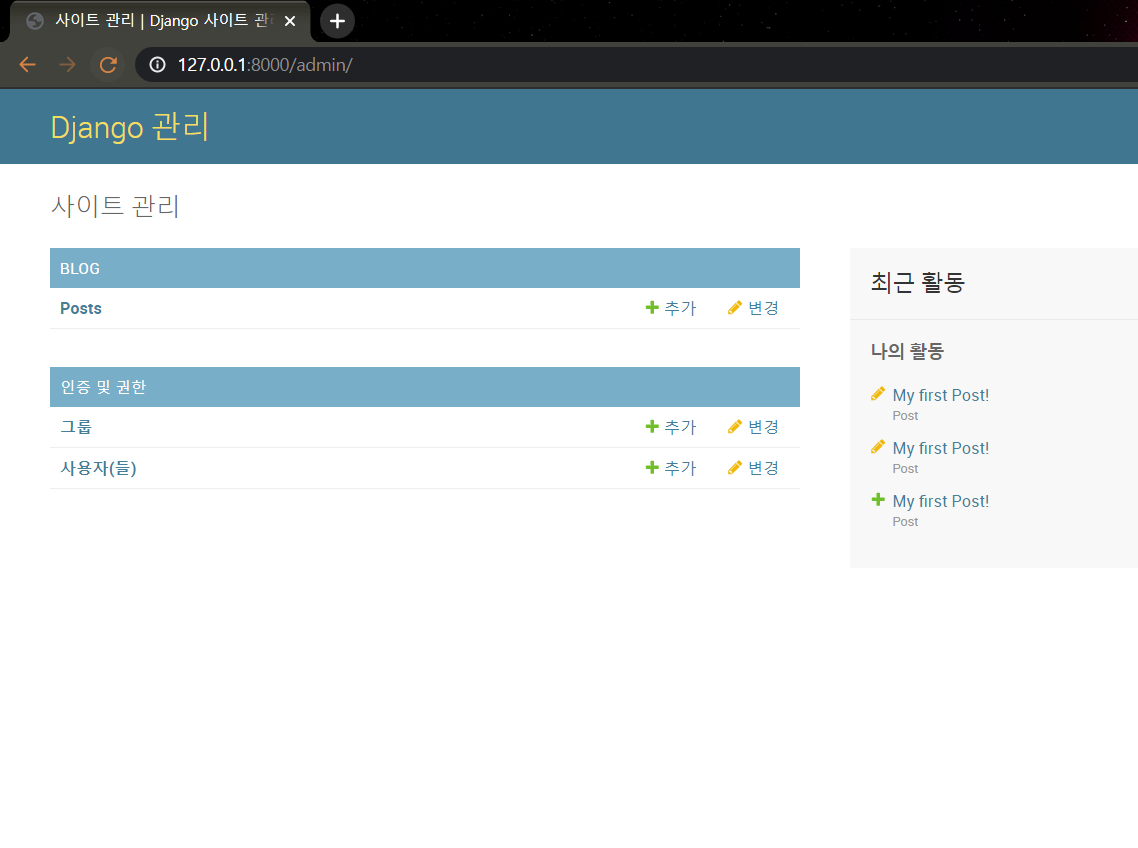 사이트 관리 | Django 사이트 관
127.0.0.1:8000/admin/
Django 관리
사이트 관리
BLOG
Posts 추가 변경
인증 및 권한
그룹 추가 변경
사용자(들) 추가 변경
최근 활동
나의 활동
My first Post!
Post
My first Post!
Post
My first Post!
Post